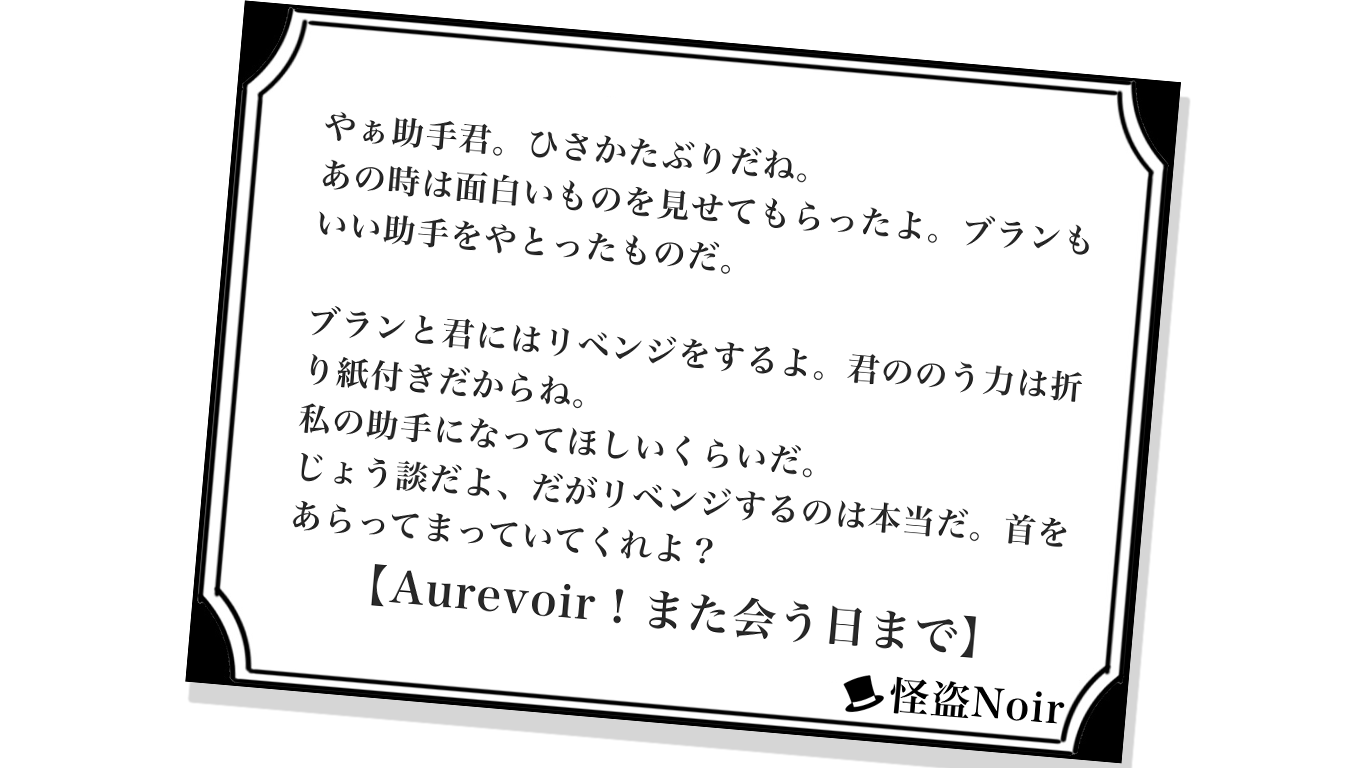 やぁ助手君。ひさかたぶりだね。
あの時は面白いものを見せてもらったよ。ブランも
いい助手をやとったものだ。
ブランと君にはリベンジをするよ。君ののう力は折
り紙付きだからね。
私の助手になってほしいくらいだ。
じょう談だよ、だがリベンジするのは本当だ。首を
あらってまっていてくれよ？
【Aurevoir！また会う日まで】
怪盗Noir